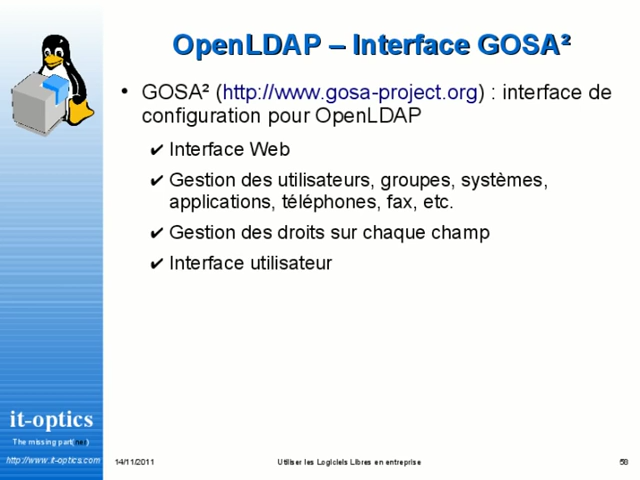 OpenLDAP – Interface GOSA²
• GOSA² (http://www.gosa-project.org) : interface de
configuration pour OpenLDAP
✔ Interface Web
✔ Gestion des utilisateurs, groupes, systèmes,
applications, téléphones, fax, etc.
✔ Gestion des droits sur chaque champ
✔ Interface utilisateur
it-optics
The missing part(ner)
http://www.it-optics.com
14/11/2011 Utiliser les Logiciels Libres en entreprise 58